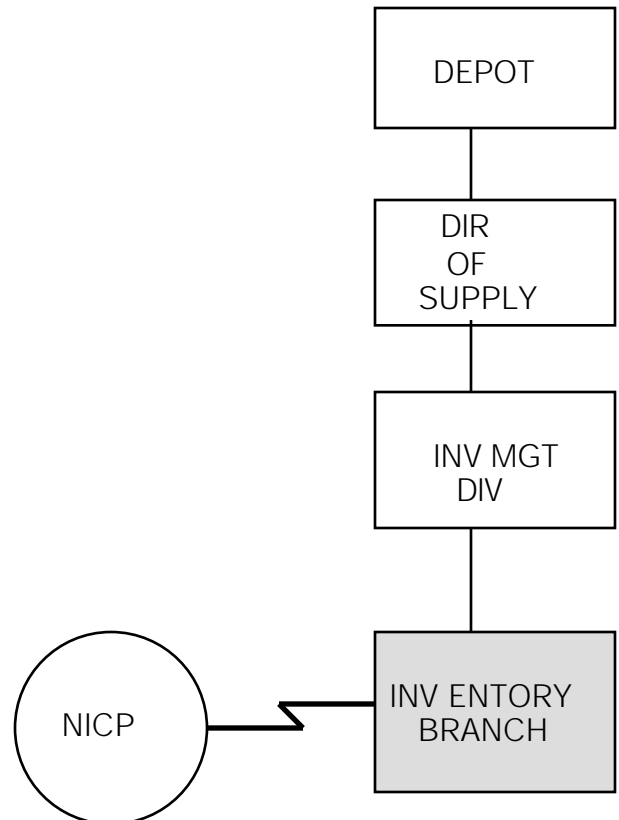 DEPOT
DIR
OF
SUPPLY
INV MGT
DIV
NICP
INV ENTORY
BRANCH